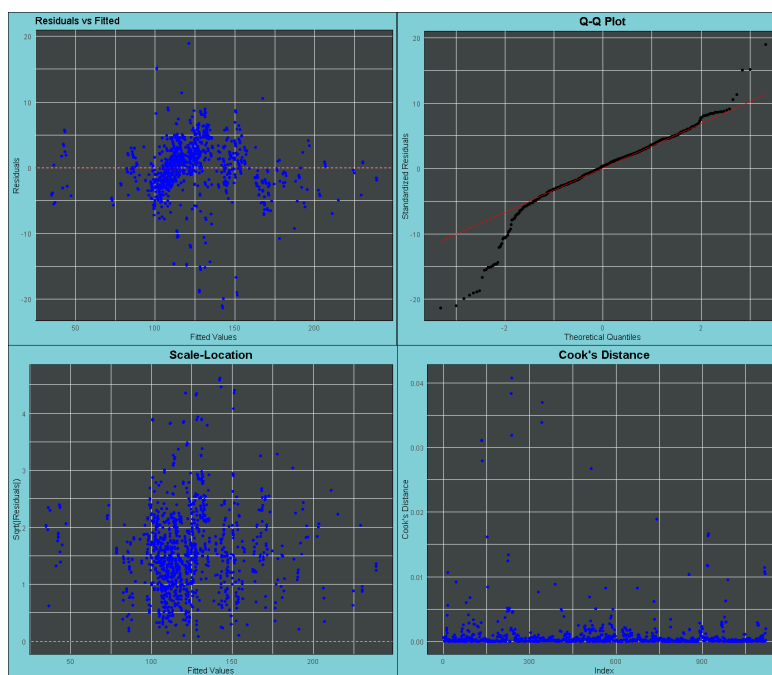 Residuals vs Fitted
20
10
0
-10
-20
Residuals
50 100 150 200
Fitted Values
Q-Q Plot
20
10
0
-10
-20
Standardized Residuals
-2 0 2
Theoretical Quantiles
Scale-Location
4
3
2
1
0
Sqrt(|Residuals|)
50 100 150 200
Fitted Values
Cook's Distance
0.04
0.03
0.02
0.01
0.00
Cook's Distance
0 300 600 900
Index